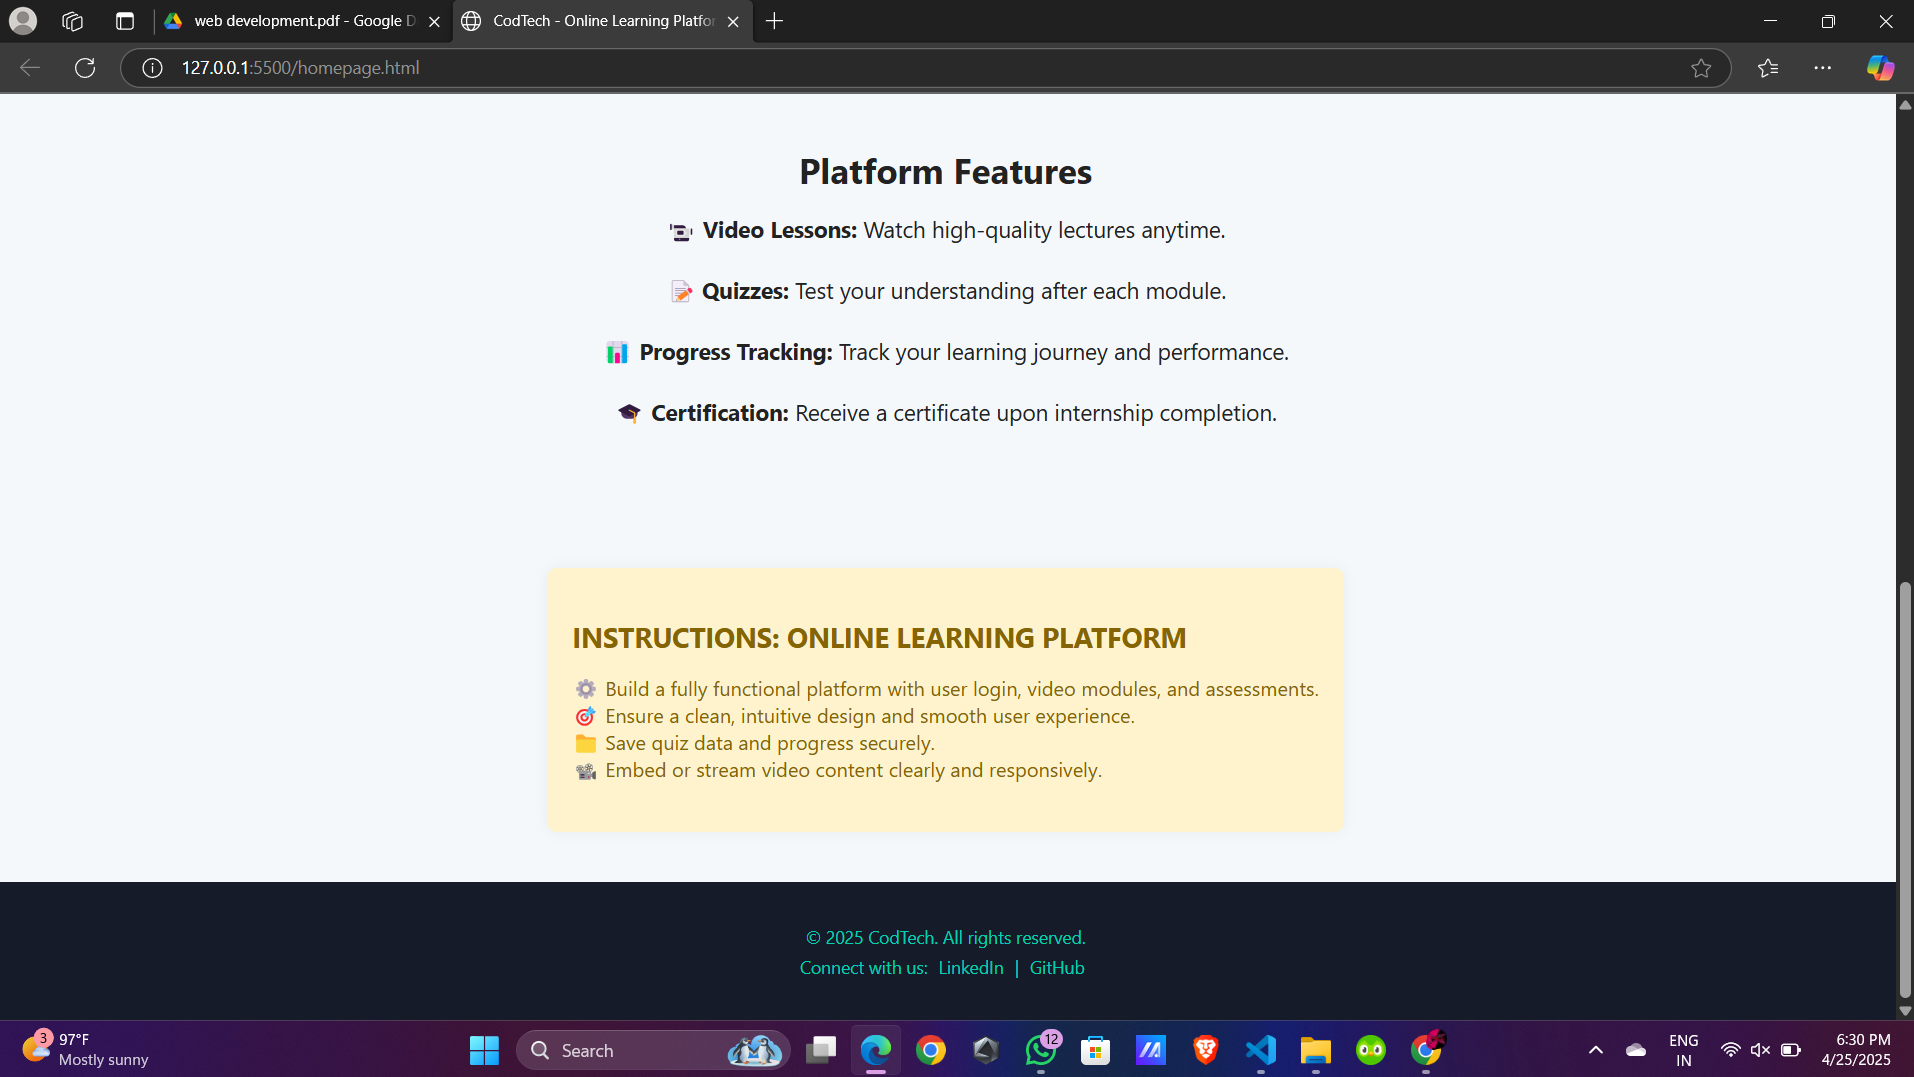 web development.pdf - Google D
CodTech - Online Learning Platfor
127.0.0.1:5500/homepage.html
Platform Features
Video Lessons: Watch high-quality lectures anytime.
Quizzes: Test your understanding after each module.
Progress Tracking: Track your learning journey and performance.
Certification: Receive a certificate upon internship completion.
INSTRUCTIONS: ONLINE LEARNING PLATFORM
Build a fully functional platform with user login, video modules, and assessments.
Ensure a clean, intuitive design and smooth user experience.
Save quiz data and progress securely.
Embed or stream video content clearly and responsively.
© 2025 CodTech. All rights reserved.
Connect with us: LinkedIn | GitHub
3
97°F
Mostly sunny
Search
12
ENG
IN
6:30 PM
4/25/2025